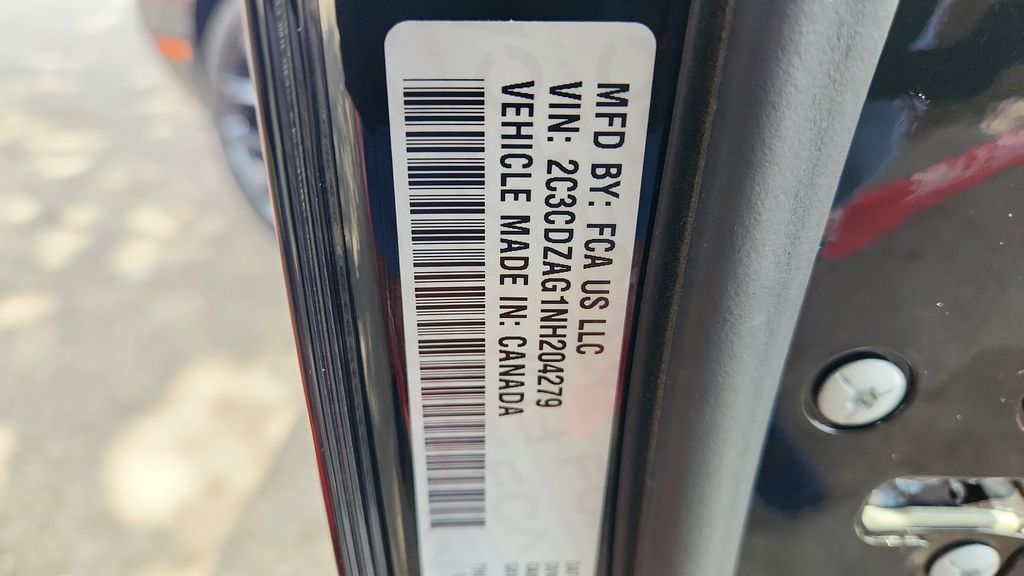 MFD BY: FCA US LLC
VIN: 2C3CDZAG1NH204279
VEHICLE MADE IN: CANADA